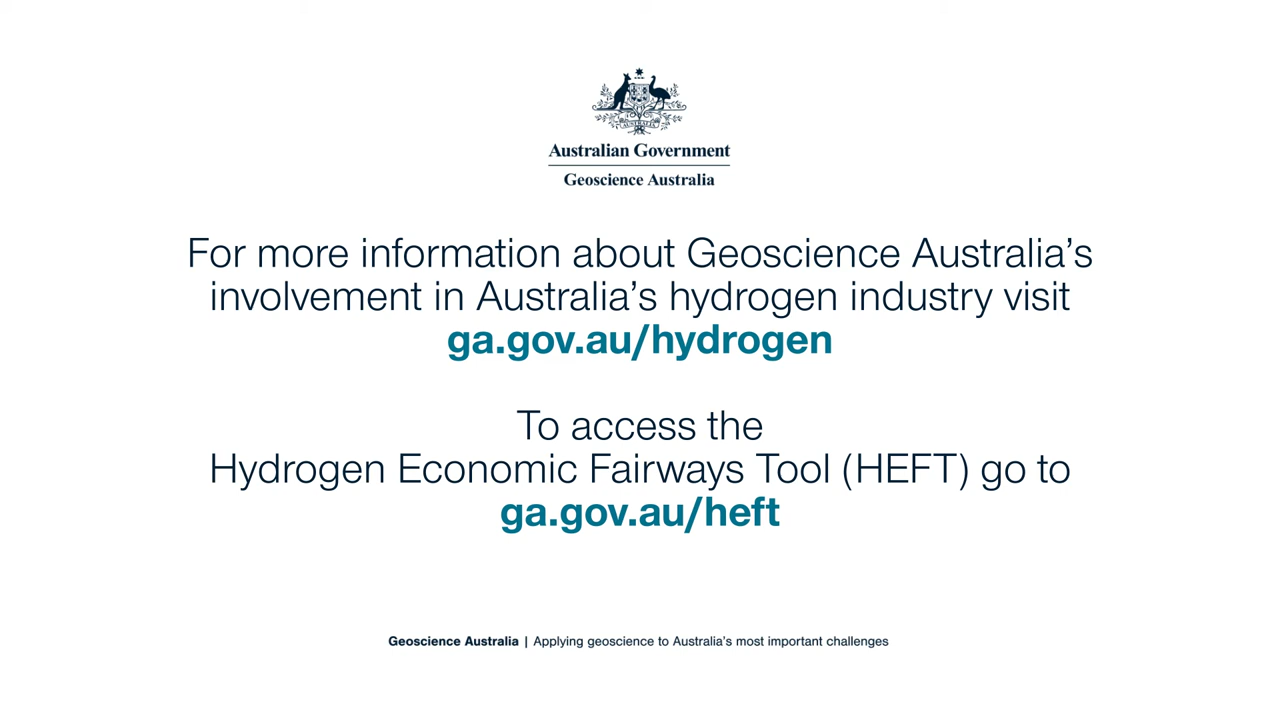 AUSTRALIA
Australian Government
Geoscience Australia
For more information about Geoscience Australia’s
involvement in Australia’s hydrogen industry visit
ga.gov.au/hydrogen
To access the
Hydrogen Economic Fairways Tool (HEFT) go to
ga.gov.au/heft
Geoscience Australia | Applying geoscience to Australia’s most important challenges